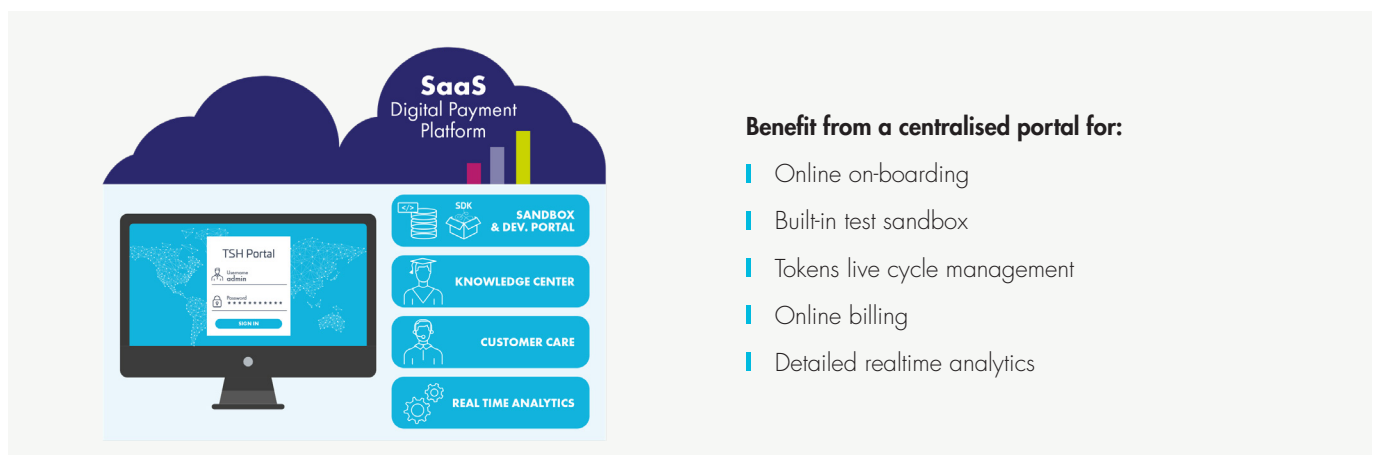 SaaS
Digital Payment
Platform
TSH Portal
Username
admin
Password
***********
SIGN IN
</>
SDK
SANDBOX
& DEV. PORTAL
KNOWLEDGE CENTER
CUSTOMER CARE
REAL TIME ANALYTICS
Benefit from a centralised portal for:
Online on-boarding
Built-in test sandbox
Tokens live cycle management
Online billing
Detailed realtime analytics